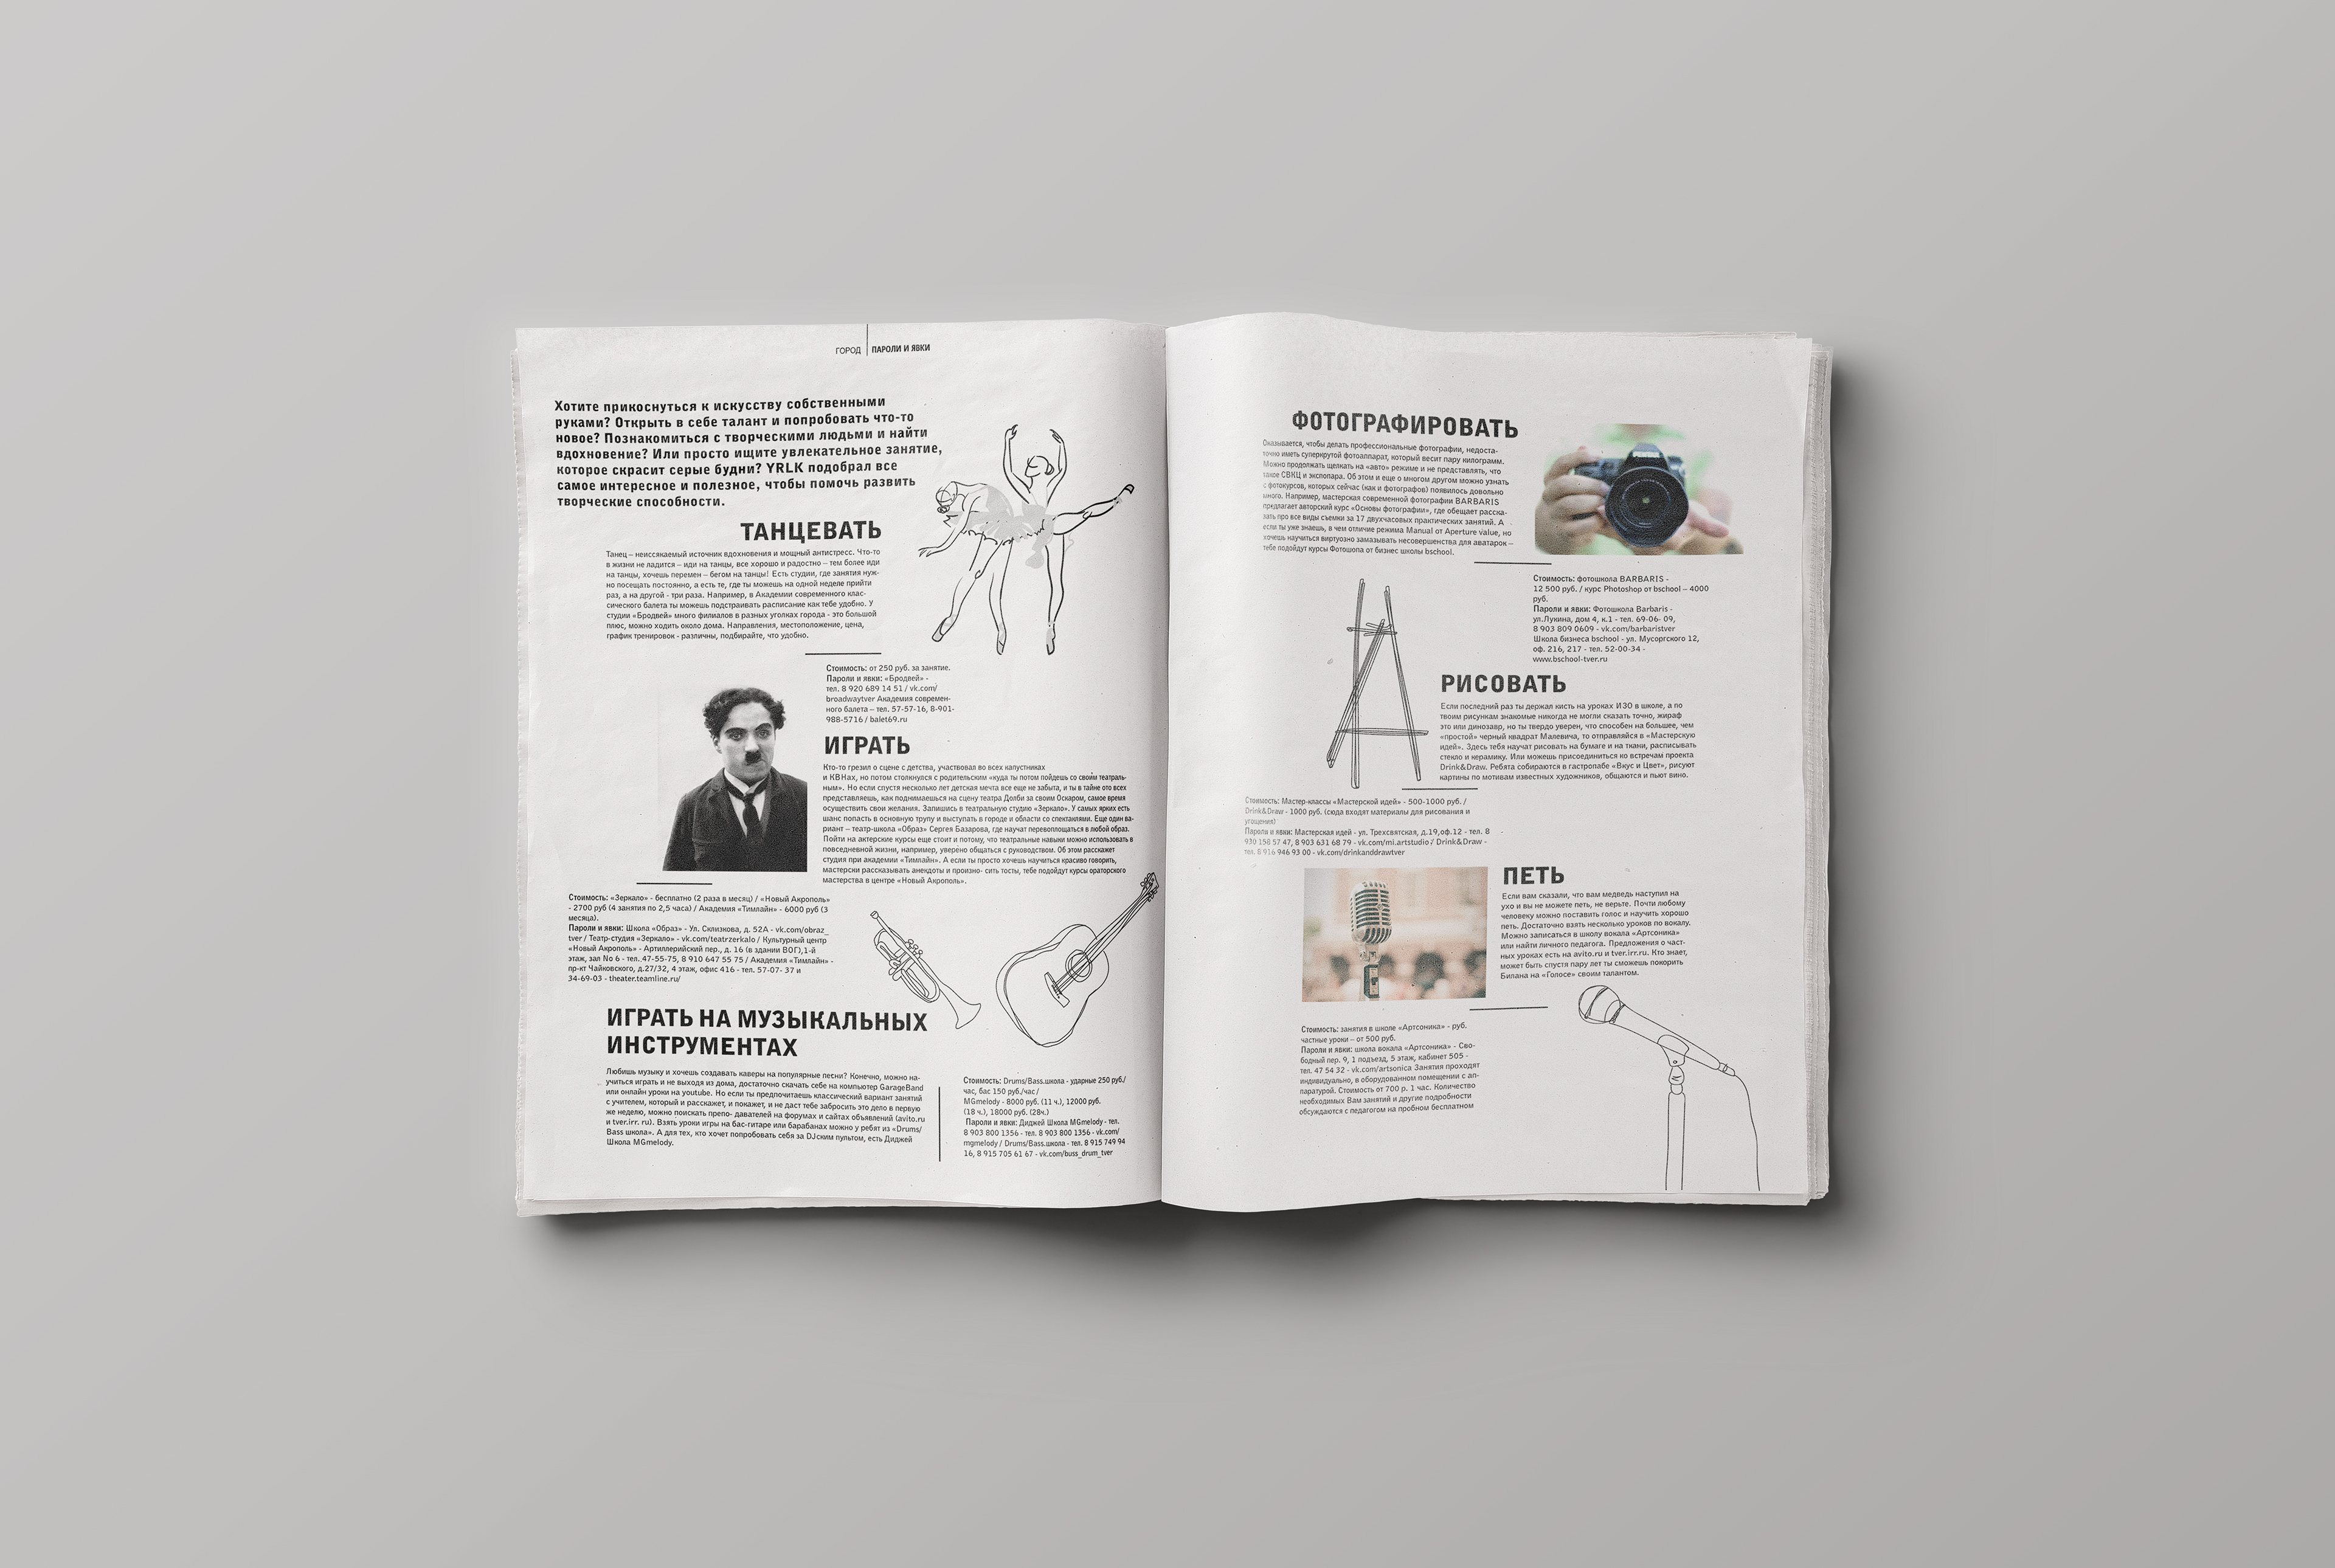 ГОРОД ПАРОЛИ И ЯВКИ
Хотите прикоснуться к искусству собственными
руками? Открыть в себе талант и попробовать что-то
новое? Познакомиться с творческими людьми и найти
вдохновение? Или просто ищите увлекательное занятие,
которое скрасит серые будни? YRLK подобрал все
самое интересное и полезное, чтобы помочь развить
творческие способности.
ТАНЦЕВАТЬ
Танец – неиссякаемый источник вдохновения и мощный антистресс. Что-то
в жизни не ладится – иди на танцы, все хорошо и радостно – тем более иди
на танцы, хочешь перемен – бегом на танцы! Есть студии, где занятия нуж-
но посещать постоянно, а есть те, где ты можешь на одной неделе прийти
раз, а на другой - три раза. Например, в Академии современного клас-
сического балета ты можешь подстраивать расписание как тебе удобно. У
студии «Бродвей» много филиалов в разных уголках города - это большой
плюс, можно ходить около дома. Направления, местоположение, цена,
график тренировок - различны, подбирайте, что удобно.
Стоимость: от 250 руб. за занятие.
Пароли и явки: «Бродвей» -
тел. 8 920 689 14 51 / vk.com/
broadwaytver Академия современ-
ного балета – тел. 57-57-16, 8-901-
988-5716 / balet69.ru
ИГРАТЬ
Кто-то грезил о сцене с детства, участвовал во всех капустниках
и КВНах, но потом столкнулся с родительским «куда ты потом пойдешь со своим театраль-
ным». Но если спустя несколько лет детская мечта все еще не забыта, и ты в тайне ото всех
представляешь, как поднимаешься на сцену театра Долби за своим Оскаром, самое время
осуществить свои желания. Запишись в театральную студию «Зеркало». У самых ярких есть
шанс попасть в основную трупу и выступать в городе и области со спектаклями. Еще один ва-
риант – театр-школа «Образ» Сергея Базарова, где научат перевоплощаться в любой образ.
Пойти на актерские курсы еще стоит и потому, что театральные навыки можно использовать в
повседневной жизни, например, уверено общаться с руководством. Об этом расскажет
студия при академии «Тимлайн». А если ты просто хочешь научиться красиво говорить,
мастерски рассказывать анекдоты и произно- сить тосты, тебе подойдут курсы ораторского
мастерства в центре «Новый Акрополь».
Стоимость: «Зеркало» - бесплатно (2 раза в месяц) / «Новый Акрополь»
- 2700 руб (4 занятия по 2,5 часа) / Академия «Тимлайн» - 6000 руб (3
месяца).
Пароли и явки: Школа «Образ» - Ул. Склизкова, д. 52А - vk.com/obraz_
tver / Театр-студия «Зеркало» - vk.com/teatrzerkalo / Культурный центр
«Новый Акрополь» - Артиллерийский пер., д. 16 (в здании ВОГ),1-й
этаж, зал No 6 - тел. 47-55-75, 8 910 647 55 75 / Академия «Тимлайн» -
пр-кт Чайковского, д.27/32, 4 этаж, офис 416 - тел. 57-07- 37 и
34-69-03 - theater.teamline.ru/
ИГРАТЬ НА МУЗЫКАЛЬНЫХ
ИНСТРУМЕНТАХ
Любишь музыку и хочешь создавать каверы на популярные песни? Конечно, можно на-
учиться играть и не выходя из дома, достаточно скачать себе на компьютер GarageBand
или онлайн уроки на youtube. Но если ты предпочитаешь классический вариант занятий
с учителем, который и расскажет, и покажет, и не даст тебе забросить это дело в первую
же неделю, можно поискать препо- давателей на форумах и сайтах объявлений (avito.ru
и tver.irr. ru). Взять уроки игры на бас-гитаре или барабанах можно у ребят из «Drums/
Bass школа». А для тех, кто хочет попробовать себя за DJским пультом, есть Диджей
Школа MGmelody.
Стоимость: Drums/Bass.школа - ударные 250 руб./
час, бас 150 руб./час /
MGmelody - 8000 руб. (11 ч.), 12000 руб.
(18 ч.), 18000 руб. (28ч.)
Пароли и явки: Диджей Школа MGmelody - тел.
8 903 800 1356 - тел. 8 903 800 1356 - vk.com/
mgmelody / Drums/Bass.школа - тел. 8 915 749 94
16, 8 915 705 61 67 - vk.com/buss_drum_tver
ФОТОГРАФИРОВАТЬ
Оказывается, чтобы делать профессиональные фотографии, недоста-
точно иметь суперкрутой фотоаппарат, который весит пару килограмм.
Можно продолжать щелкать на «авто» режиме и не представлять, что
такое СВКЦ и экспопара. Об этом и еще о многом другом можно узнать
с фотокурсов, которых сейчас (как и фотографов) появилось довольно
много. Например, мастерская современной фотографии BARBARIS
предлагает авторский курс «Основы фотографии», где обещает расска-
зать про все виды съемки за 17 двухчасовых практических занятий. А
если ты уже знаешь, в чем отличие режима Manual от Aperture value, но
хочешь научиться виртуозно замазывать несовершенства для аватарок –
тебе подойдут курсы Фотошопа от бизнес школы bschool.
Стоимость: фотошкола BARBARIS -
12 500 руб. / курс Photoshop от bschool – 4000
руб.
Пароли и явки: Фотошкола Barbaris -
ул.Лукина, дом 4, к.1 - тел. 69-06- 09,
8 903 809 0609 - vk.com/barbaristver
Школа бизнеса bschool - ул. Мусоргского 12,
оф. 216, 217 - тел. 52-00-34 -
www.bschool-tver.ru
РИСОВАТЬ
Если последний раз ты держал кисть на уроках ИЗО в школе, а по
твоим рисункам знакомые никогда не могли сказать точно, жираф
это или динозавр, но ты твердо уверен, что способен на большее, чем
«простой» черный квадрат Малевича, то отправляйся в «Мастерскую
идей». Здесь тебя научат рисовать на бумаге и на ткани, расписывать
стекло и керамику. Или можешь присоединиться ко встречам проекта
Drink&Draw. Ребята собираются в гастропабе «Вкус и Цвет», рисуют
картины по мотивам известных художников, общаются и пьют вино.
Стоимость: Мастер-классы «Мастерской идей» - 500-1000 руб. /
Drink&Draw - 1000 руб. (сюда входят материалы для рисования и
угощения)
Пароли и явки: Мастерская идей - ул. Трехсвятская, д.19,оф.12 - тел. 8
930 158 57 47, 8 903 631 68 79 - vk.com/mi.artstudio / Drink&Draw -
тел. 8 916 946 93 00 - vk.com/drinkanddrawtver
ПЕТЬ
Если вам сказали, что вам медведь наступил на
ухо и вы не можете петь, не верьте. Почти любому
человеку можно поставить голос и научить хорошо
петь. Достаточно взять несколько уроков по вокалу.
Можно записаться в школу вокала «Артсоника»
или найти личного педагога. Предложения о част-
ных уроках есть на avito.ru и tver.irr.ru. Кто знает,
может быть спустя пару лет ты сможешь покорить
Билана на «Голосе» своим талантом.
Стоимость: занятия в школе «Артсоника» - руб.
частные уроки – от 500 руб.
Пароли и явки: школа вокала «Артсоника» - Сво-
бодный пер. 9, 1 подъезд, 5 этаж, кабинет 505 -
тел. 47 54 32 - vk.com/artsonica Занятия проходят
индивидуально, в оборудованном помещении с ап-
паратурой. Стоимость от 700 р. 1 час. Количество
необходимых Вам занятий и другие подробности
обсуждаются с педагогом на пробном бесплатном